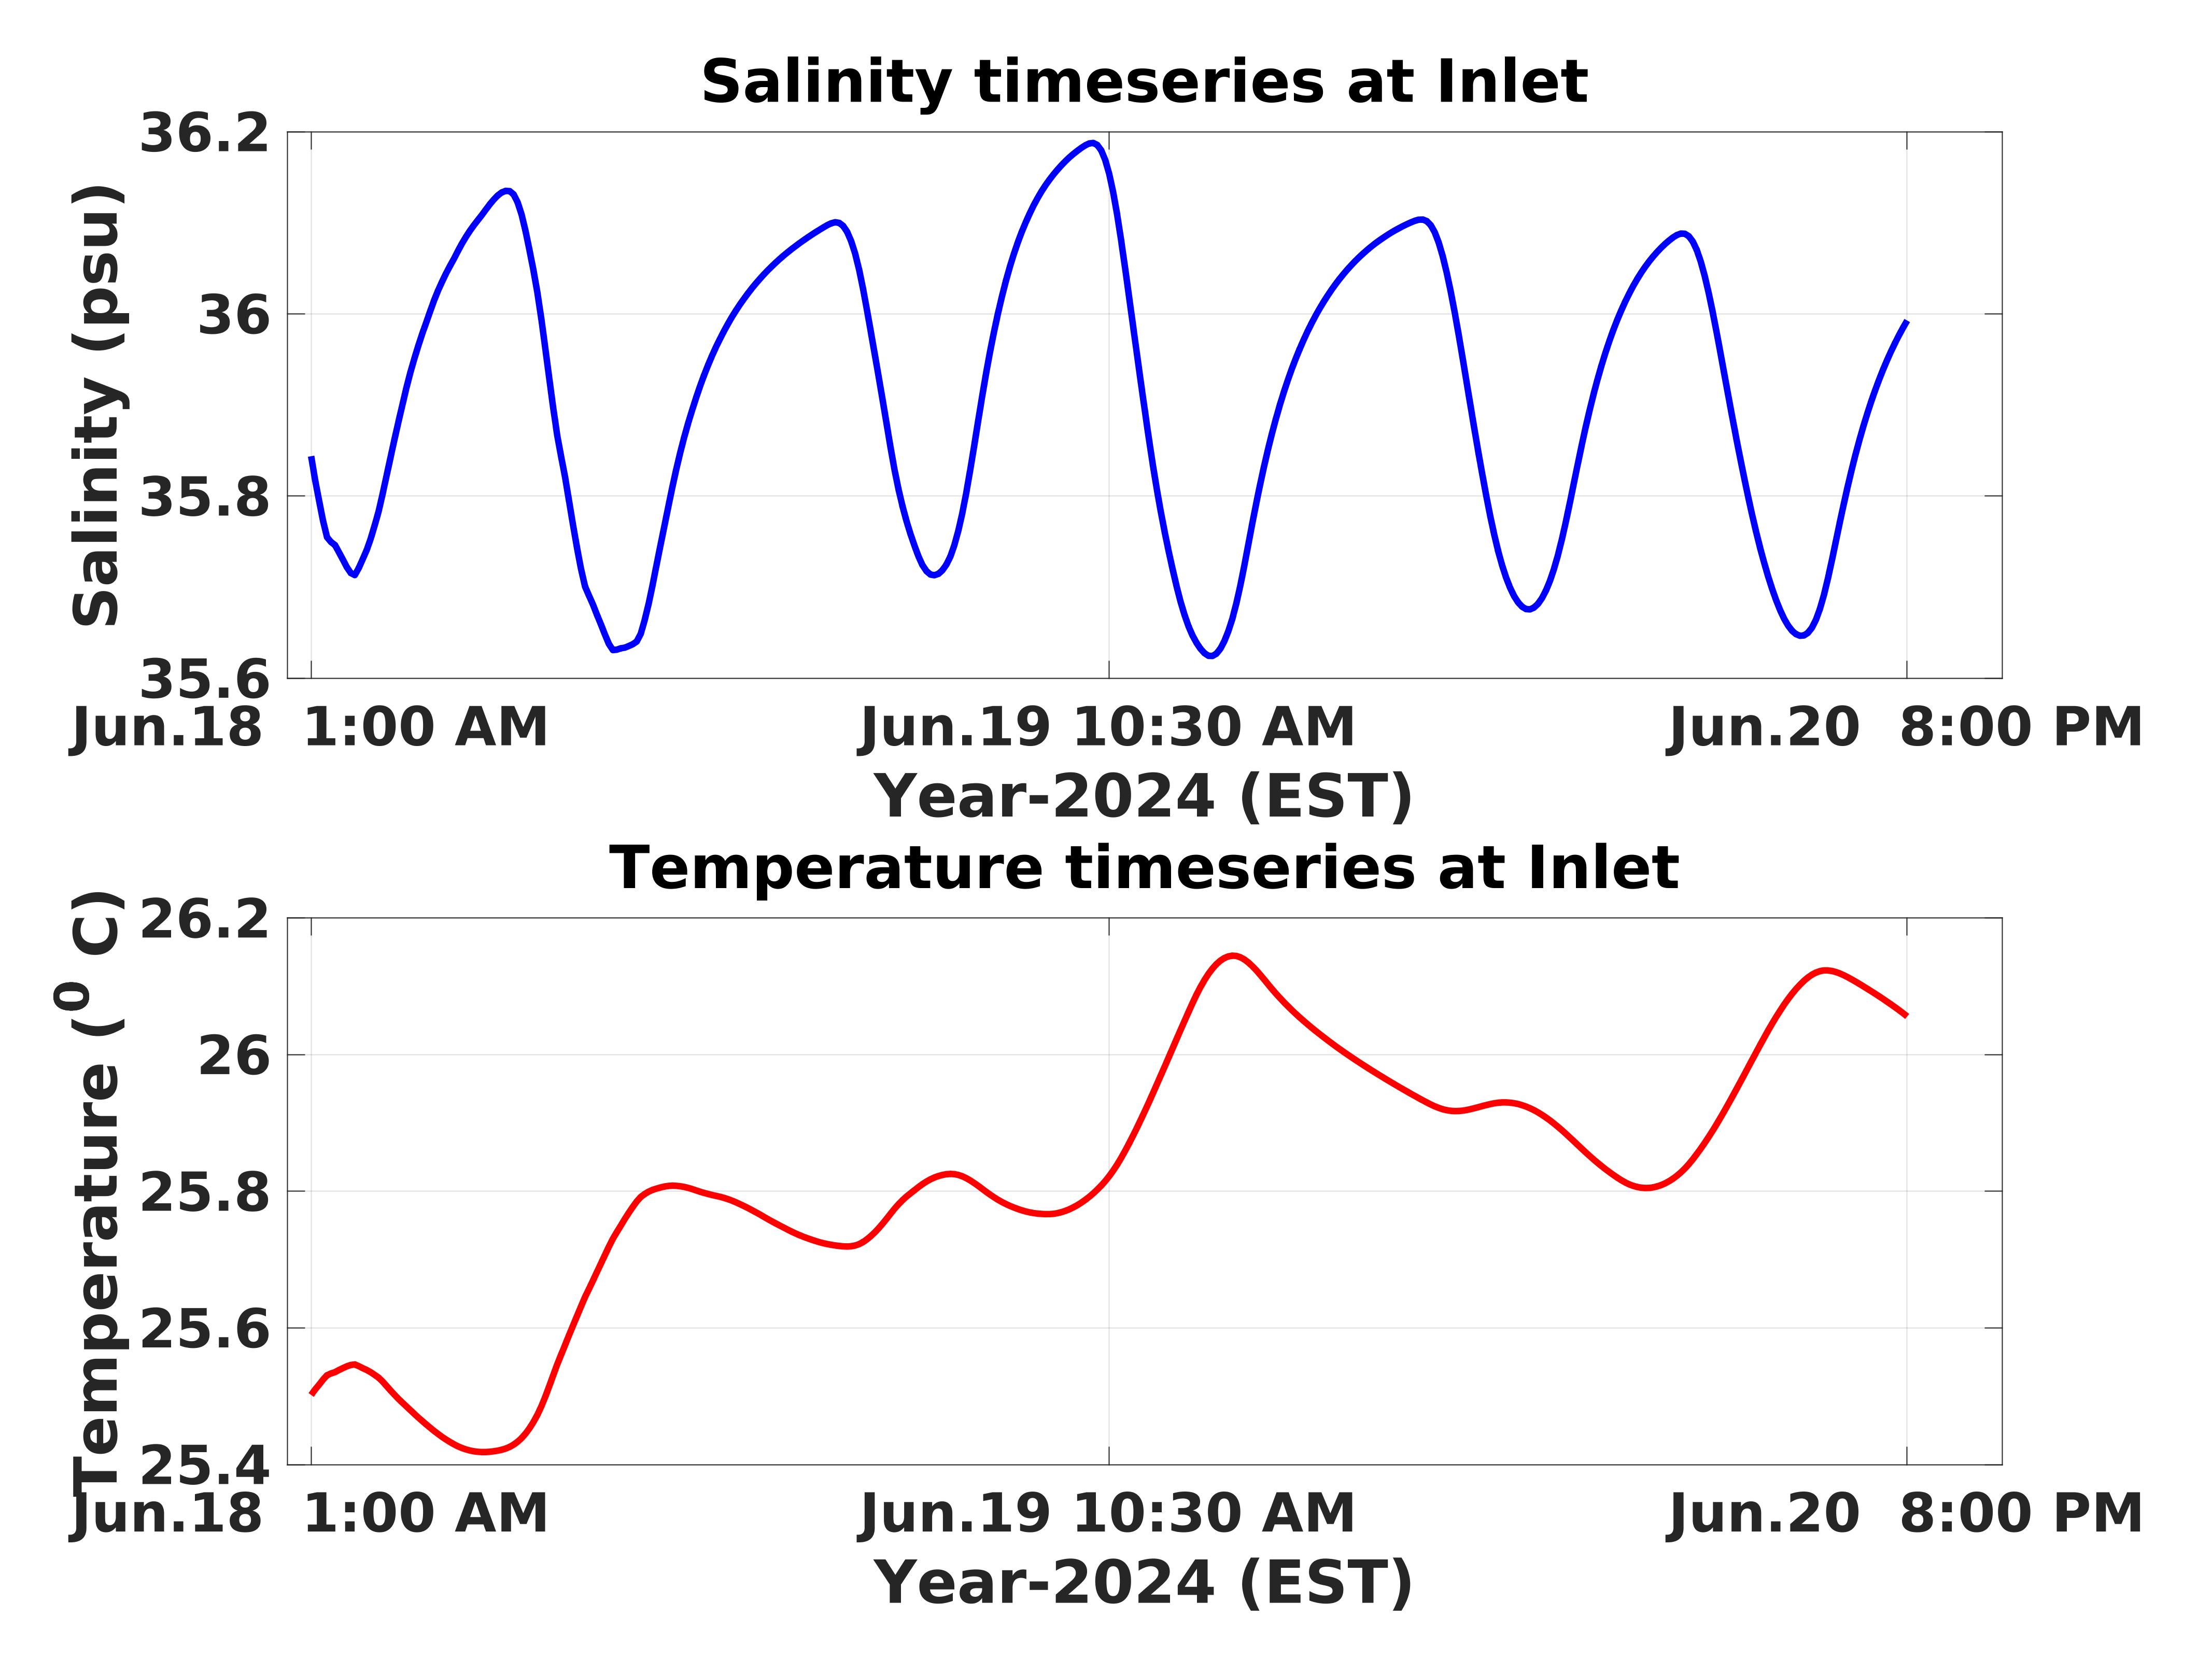 Salinity timeseries at Inlet
Salinity (psu)
36.2
36
35.8
35.6
Jun.18 1:00 AM Jun.19 10:30 AM Jun.20 8:00 PM
Year-2024 (EST)
Temperature timeseries at Inlet
Temperature (⁰ C)
26.2
26
25.8
25.6
25.4
Jun.18 1:00 AM Jun.19 10:30 AM Jun.20 8:00 PM
Year-2024 (EST)